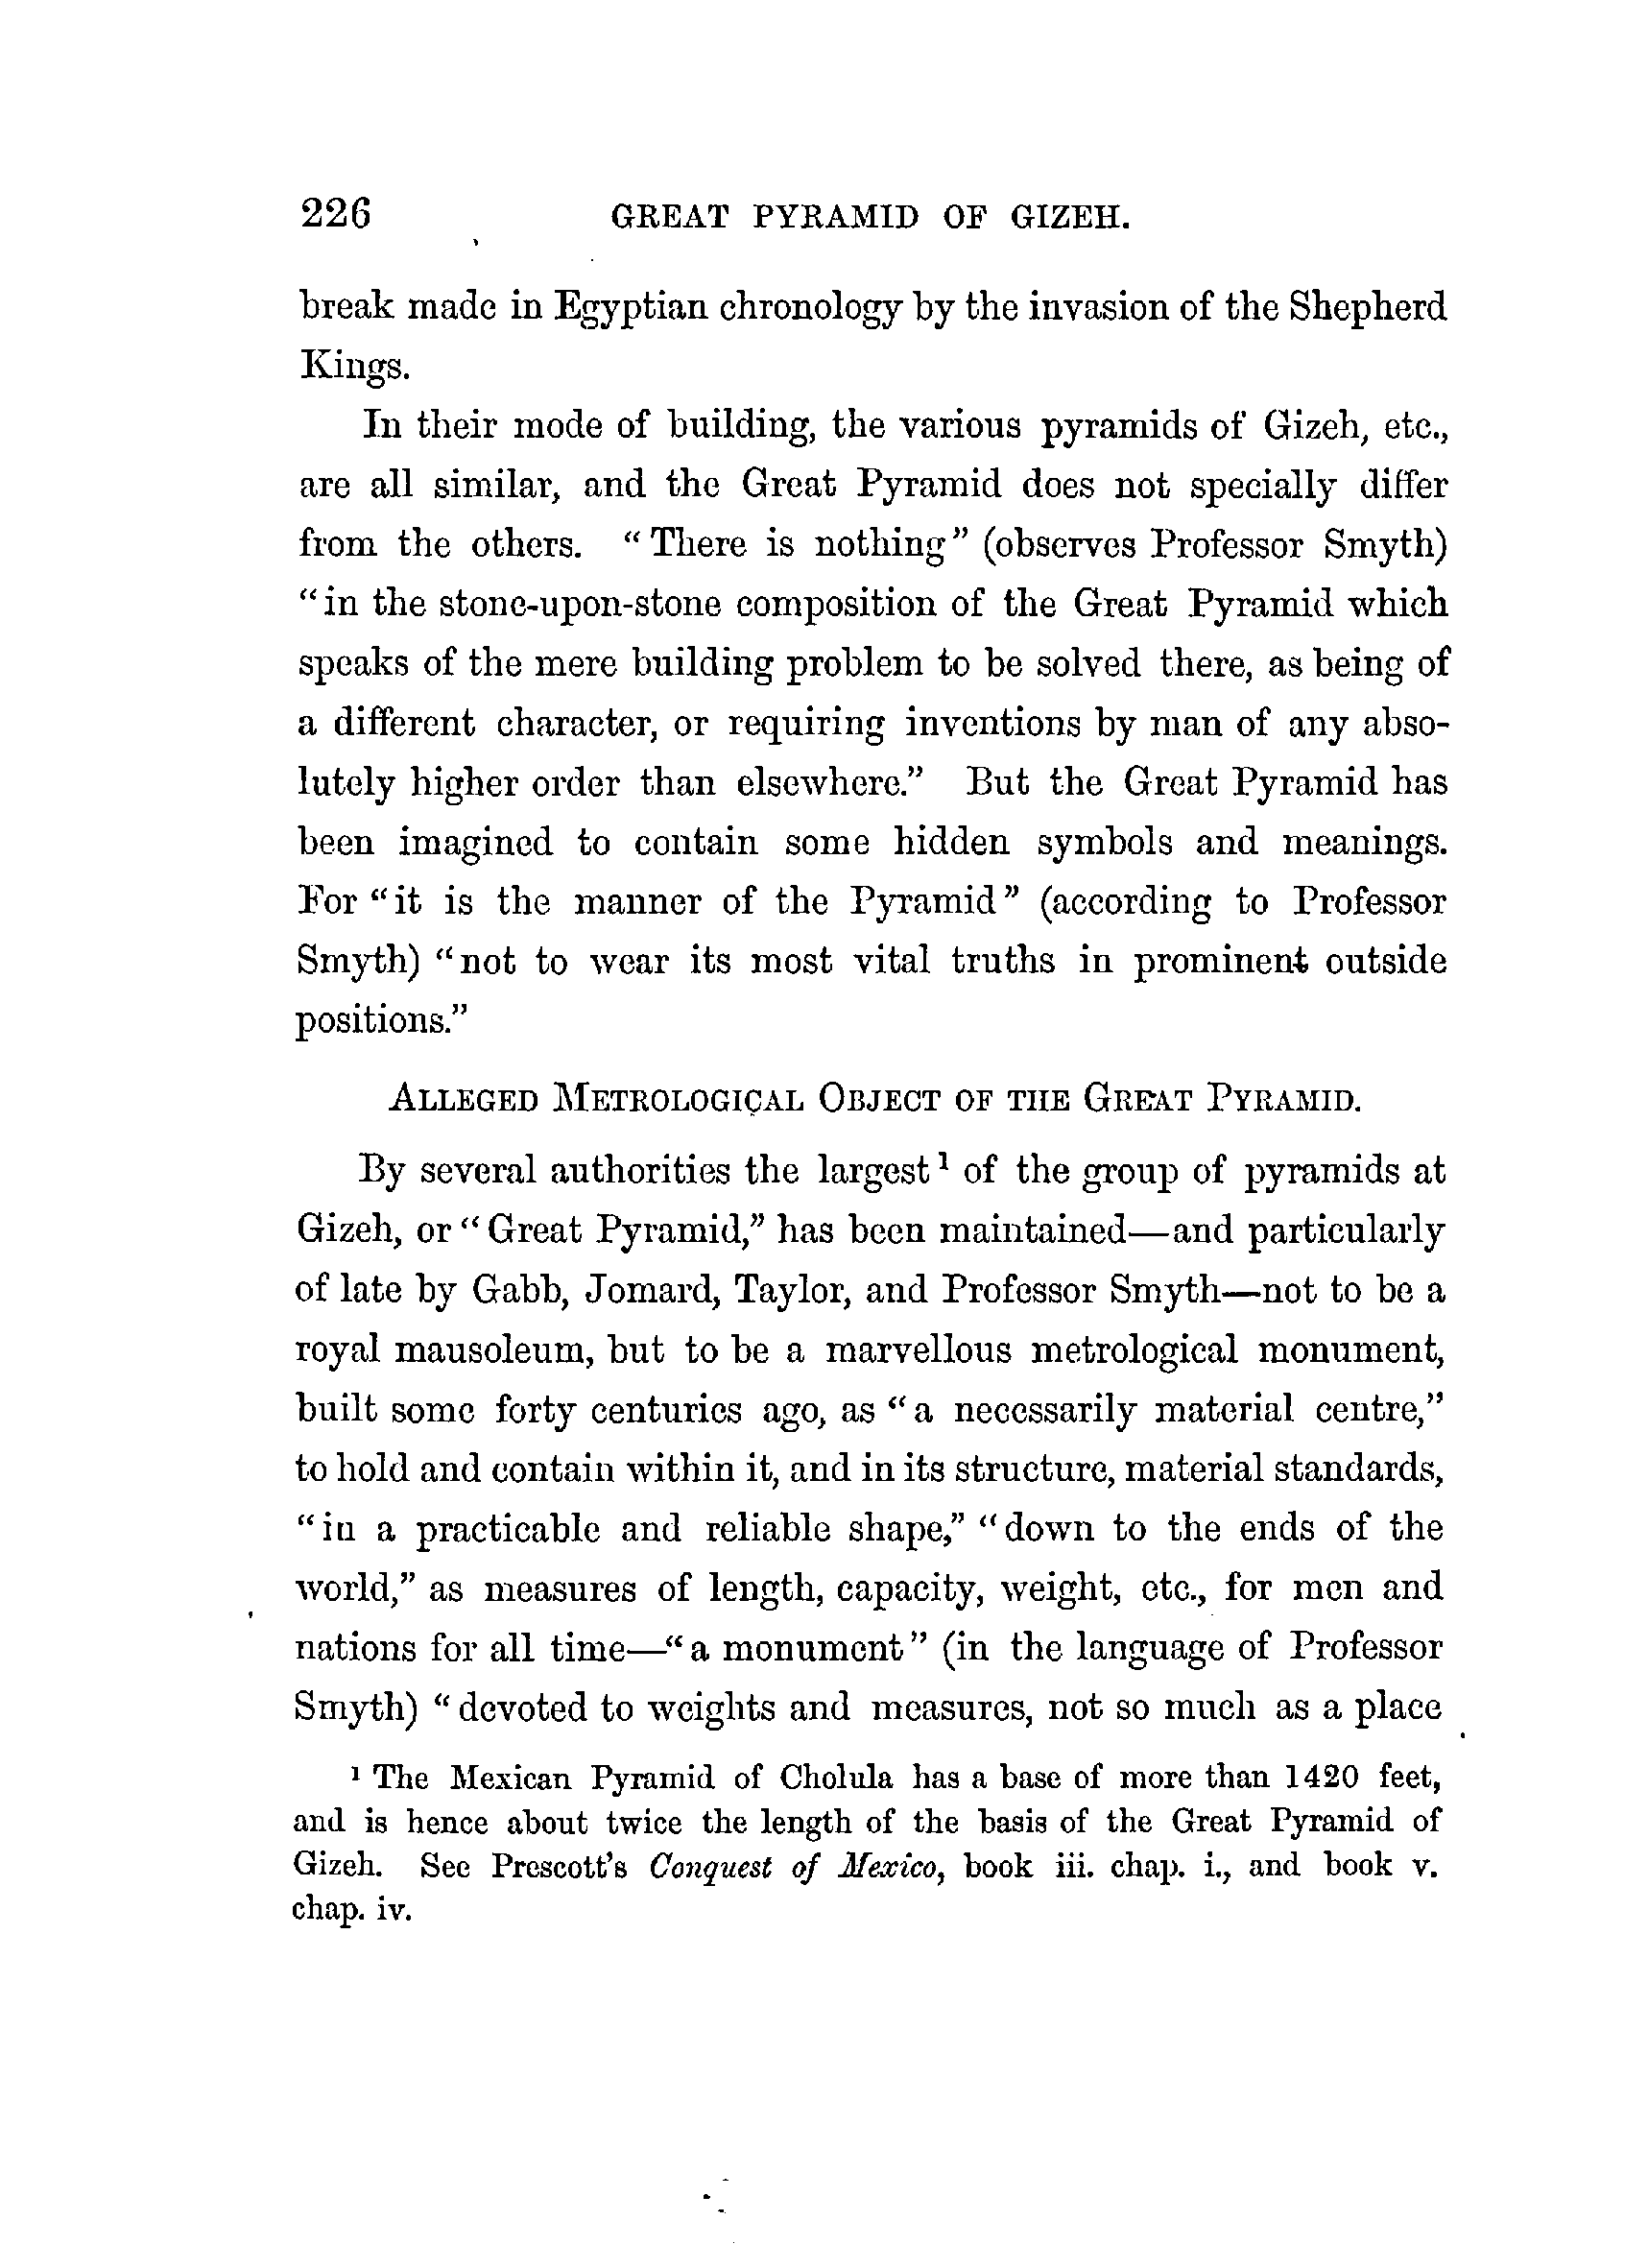 226 GREAT PYRAMID OF GIZEH.
break made in Egyptian chronology by the invasion of the Shepherd
Kings.
In their mode of building, the various pyramids of Gizeh, etc.,
are all similar, and the Great Pyramid does not specially differ
from the others. "There is nothing" (observes Professor Smyth)
"in the stone-upon-stone composition of the Great Pyramid which
speaks of the mere building problem to be solved there, as being of
a different character, or requiring inventions by man of any abso-
lutely higher order than elsewhere." But the Great Pyramid has
been imagined to contain some hidden symbols and meanings.
For "it is the manner of the Pyramid" (according to Professor
Smyth) "not to wear its most vital truths in prominent outside
positions."
ALLEGED METROLOGICAL OBJECT OF THE GREAT PYRAMID.
By several authorities the largest¹ of the group of pyramids at
Gizeh, or "Great Pyramid," has been maintained—and particularly
of late by Gabb, Jomard, Taylor, and Professor Smyth—not to be a
royal mausoleum, but to be a marvellous metrological monument,
built some forty centuries ago, as "a necessarily material centre,"
to hold and contain within it, and in its structure, material standards,
"in a practicable and reliable shape," "down to the ends of the
world," as measures of length, capacity, weight, etc., for men and
nations for all time—"a monument" (in the language of Professor
Smyth) "devoted to weights and measures, not so much as a place
¹ The Mexican Pyramid of Cholula has a base of more than 1420 feet,
and is hence about twice the length of the basis of the Great Pyramid of
Gizeh. See Prescott's Conquest of Mexico, book iii. chap. i., and book v.
chap. iv.